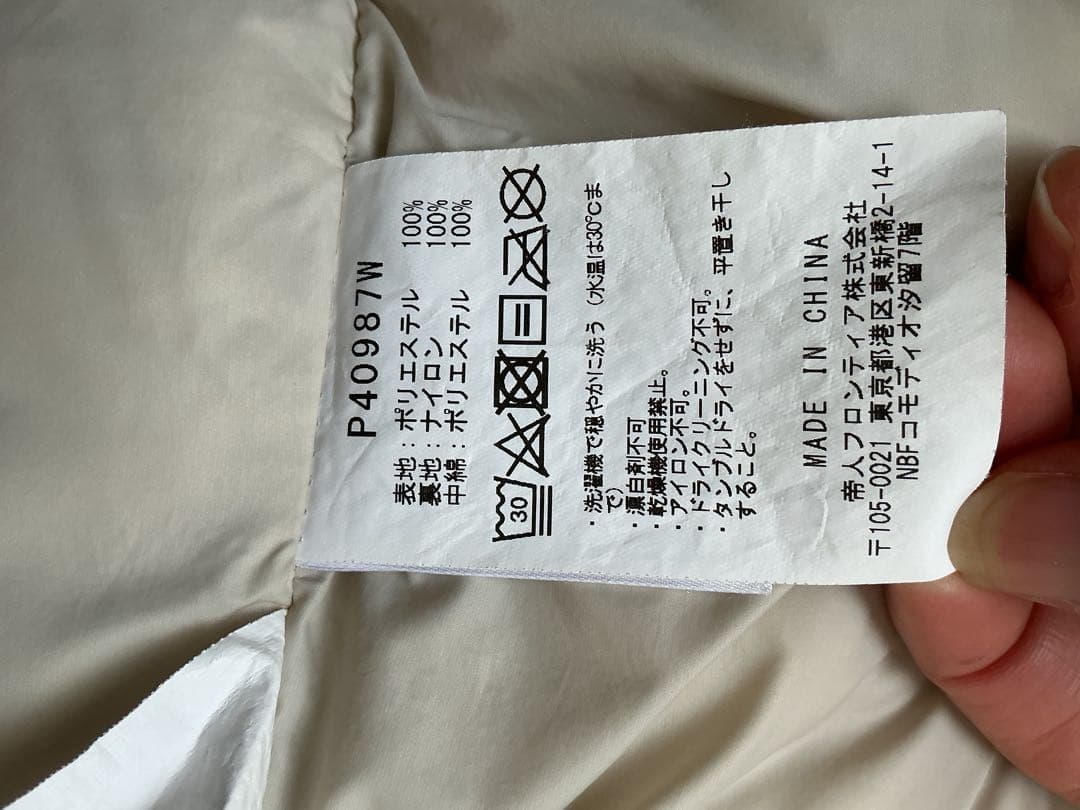 P40987W
表地：ポリエステル 100%
裏地：ナイロン 100%
中綿：ポリエステル 100%
30
・洗濯機で穏やかに洗う（水温は30℃ま
で）
・漂白剤不可
・乾燥機使用禁止。
・アイロン不可。
・ドライクリーニング不可。
・タンブルドライをせずに、平置き干し
すること。
MADE IN CHINA
帝人フロンティア株式会社
〒105-0021 東京都港区東新橋2-14-1
NBFコモディオ汐留7階